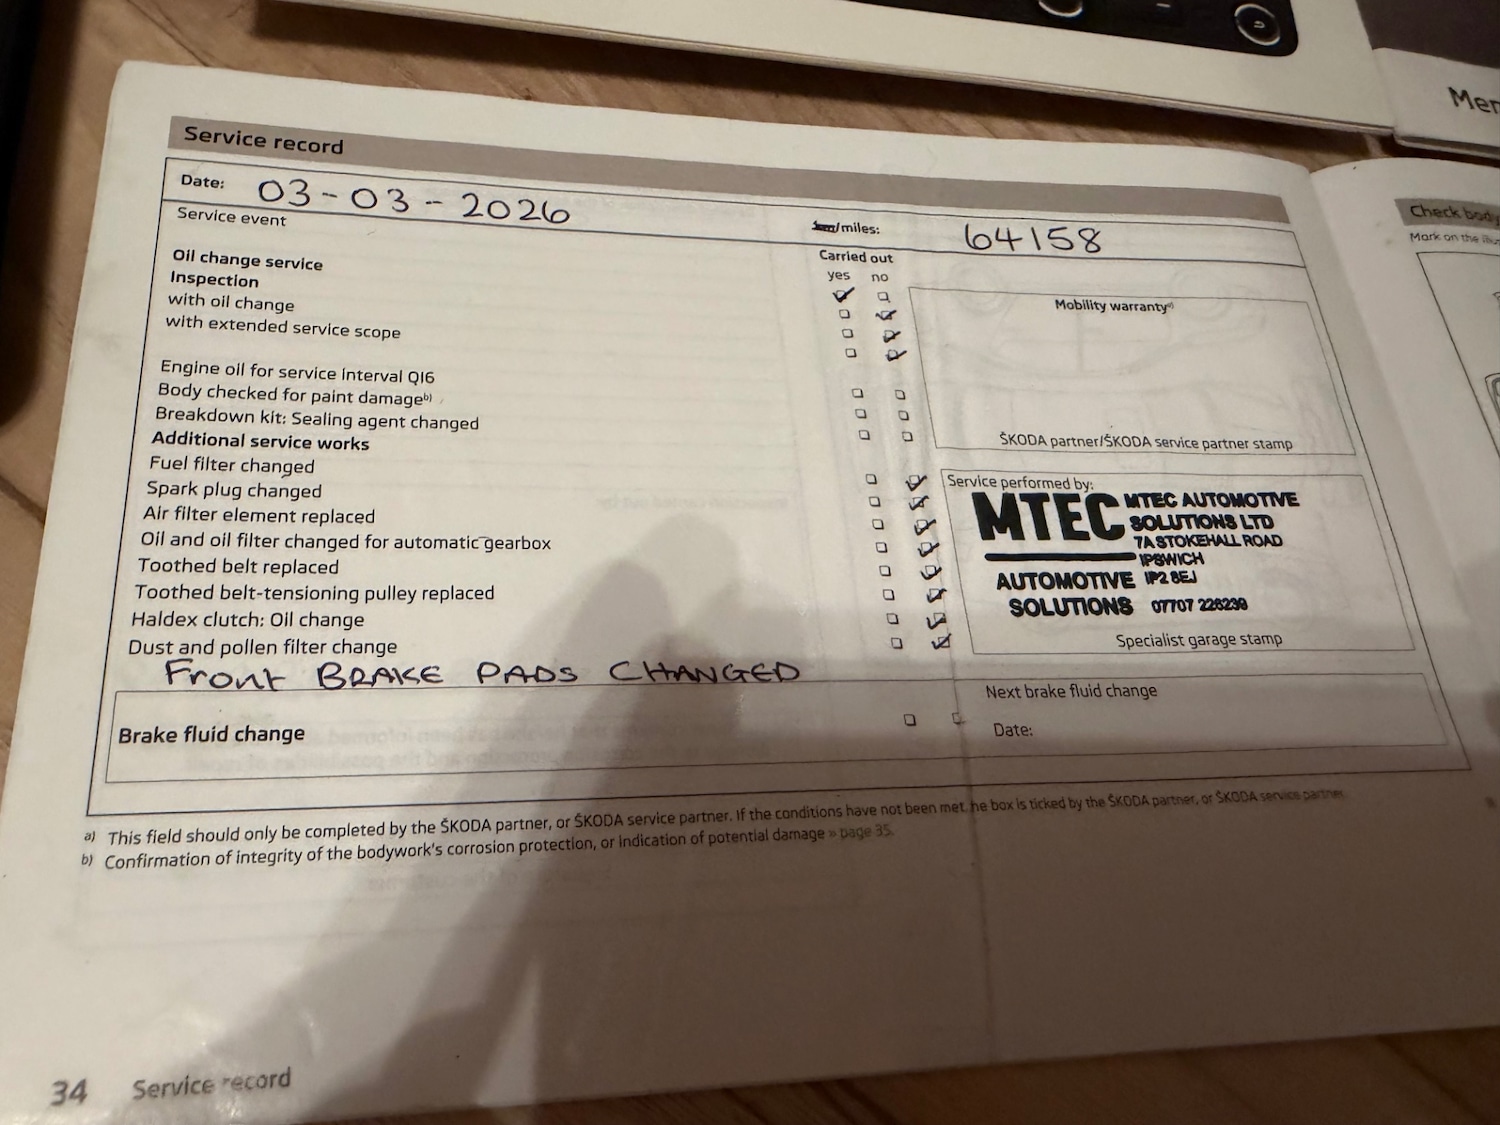 Mer
Service record
Date: 03-03-2026
km/miles: 64158
Service event
Carried out
yes no
Oil change service
Inspection
with oil change
with extended service scope
Engine oil for service interval QI6
Body checked for paint damageb)
Breakdown kit: Sealing agent changed
Additional service works
Fuel filter changed
Spark plug changed
Air filter element replaced
Oil and oil filter changed for automatic gearbox
Toothed belt replaced
Toothed belt-tensioning pulley replaced
Haldex clutch: Oil change
Dust and pollen filter change
Front BRAKE PADS CHANGED
Mobility warrantya)
ŠKODA partner/ŠKODA service partner stamp
Service performed by:
MTEC
AUTOMOTIVE
SOLUTIONS
MTEC AUTOMOTIVE
SOLUTIONS LTD
7A STOKEHALL ROAD
IPSWICH
IP2 8EJ
07707 226239
Specialist garage stamp
Brake fluid change
Next brake fluid change
Date:
a) This field should only be completed by the ŠKODA partner, or ŠKODA service partner. If the conditions have not been met, he box is ticked by the ŠKODA partner, or ŠKODA service partner.
b) Confirmation of integrity of the bodywork's corrosion protection, or indication of potential damage » page 35.
34 Service record
Check body
Mark on the